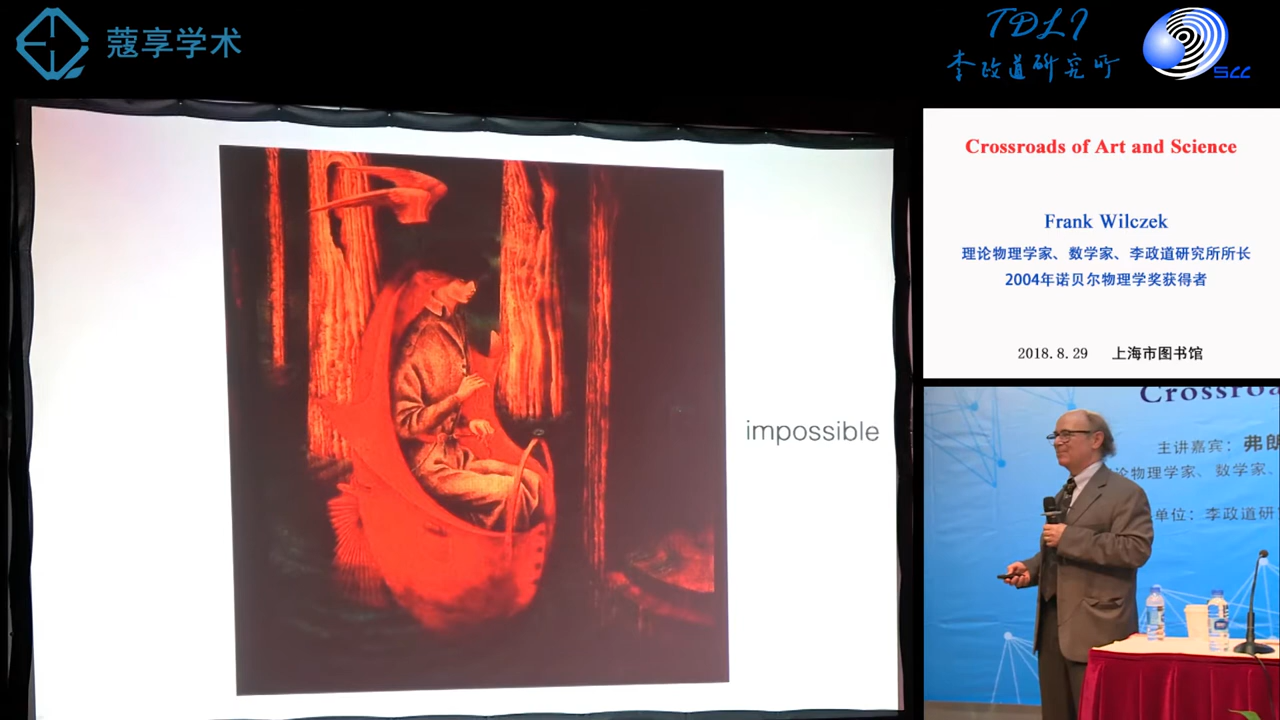 蔻享学术
TDLI
李政道研究所
SCC
impossible
Crossroads of Art and Science
Frank Wilczek
理论物理学家、数学家、李政道研究所所长
2004年诺贝尔物理学奖获得者
2018.8.29 上海市图书馆
Crossroa
主讲嘉宾：弗朗
论物理学家、数学家、
单位：李政道研